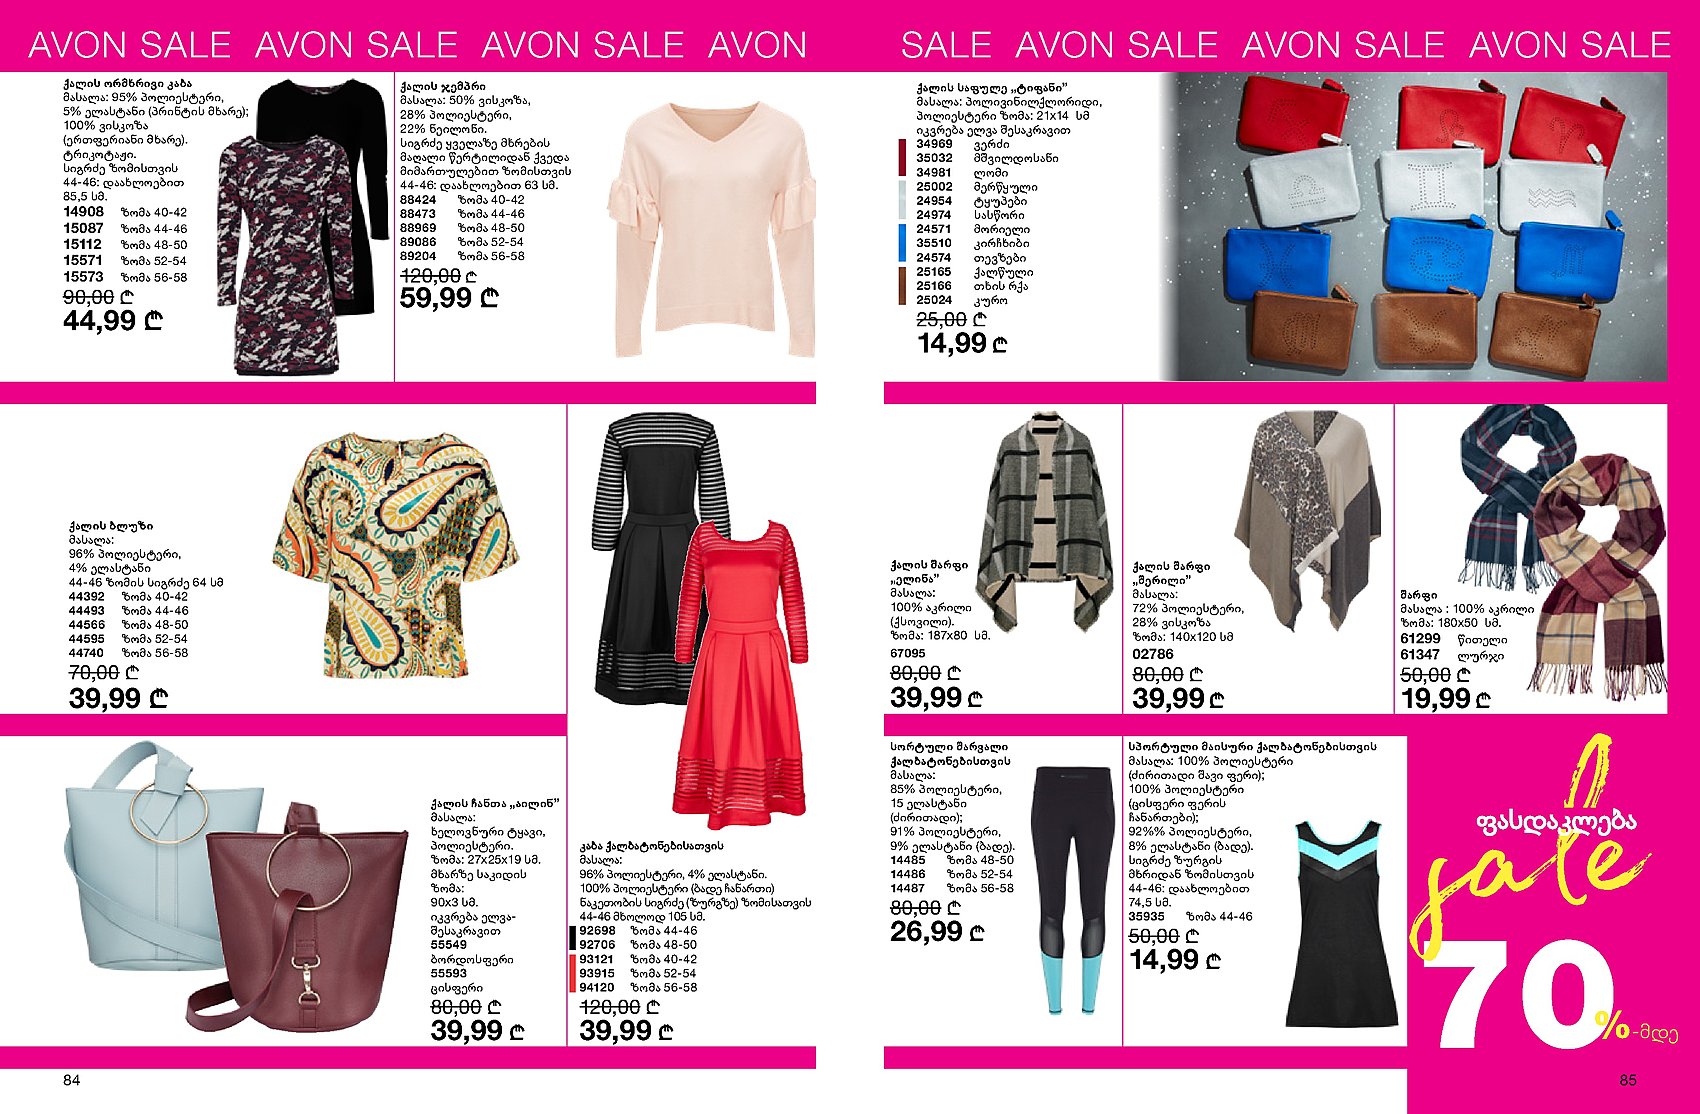 AVON SALE AVON SALE AVON SALE AVON
SALE AVON SALE AVON SALE AVON SALE
ქალის ორმხრივი კაბა
მასალა: 95% პოლიესტერი,
5% ელასტანი (პრინტის მხარე);
100% ვისკოზა
(ერთფერიანი მხარე).
ტრიკოტაჟი.
სიგრძე ზომისთვის
44-46: დაახლოებით
85,5 სმ.
14908 ზომა 40-42
15087 ზომა 44-46
15112 ზომა 48-50
15571 ზომა 52-54
15573 ზომა 56-58
90,00 ₾
44,99 ₾
ქალის ჯემპრი
მასალა: 50% ვისკოზა,
28% პოლიესტერი,
22% ნეილონი.
სიგრძე ყველაზე მხრების
მაღალი წერტილიდან ქვედა
მიმართულებით ზომისთვის
44-46: დაახლოებით 63 სმ.
88424 ზომა 40-42
88473 ზომა 44-46
88969 ზომა 48-50
89086 ზომა 52-54
89204 ზომა 56-58
120,00 ₾
59,99 ₾
ქალის ბლუზი
მასალა:
96% პოლიესტერი,
4% ელასტანი
44-46 ზომის სიგრძე 64 სმ
44392 ზომა 40-42
44493 ზომა 44-46
44566 ზომა 48-50
44595 ზომა 52-54
44740 ზომა 56-58
70,00 ₾
39,99 ₾
ქალის ჩანთა „აილინ”
მასალა:
ხელოვნური ტყავი,
პოლიესტერი.
ზომა: 27x25x19 სმ.
მხარზე საკიდის
ზომა:
90x3 სმ.
იკვრება ელვა-
შესაკრავით
55549
ბორდოსფერი
55593
ცისფერი
80,00 ₾
39,99 ₾
კაბა ქალბატონებისათვის
მასალა:
96% პოლიესტერი, 4% ელასტანი.
100% პოლიესტერი (ბადე ჩანართი)
ნაკეთობის სიგრძე (ზურგზე) ზომისათვის
44-46 მხოლოდ 105 სმ.
92698 ზომა 44-46
92706 ზომა 48-50
93121 ზომა 40-42
93915 ზომა 52-54
94120 ზომა 56-58
120,00 ₾
39,99 ₾
84
ქალის საფულე „ტიფანი”
მასალა: პოლივინილქლორიდი,
პოლიესტერი ზომა: 21x14 სმ
იკვრება ელვა შესაკრავით
34969 ვერძი
35032 მშვილდოსანი
34981 ლომი
25002 მერწყული
24954 ტყუპები
24974 სასწორი
24571 მორიელი
35510 კირჩხიბი
24574 თევზები
25165 ქალწული
25166 თხის რქა
25024 კურო
25,00 ₾
14,99 ₾
ქალის შარფი
„ელინა”
მასალა:
100% აკრილი
(ქსოვილი).
ზომა: 187x80 სმ.
67095
80,00 ₾
39,99 ₾
ქალის შარფი
„შერილი”
მასალა:
72% პოლიესტერი,
28% ვისკოზა
ზომა: 140x120 სმ
02786
80,00 ₾
39,99 ₾
შარფი
მასალა : 100% აკრილი
ზომა: 180x50 სმ.
61299 წითელი
61347 ლურჯი
50,00 ₾
19,99 ₾
სორტული შარვალი
ქალბატონებისთვის
მასალა:
85% პოლიესტერი,
15 ელასტანი
(ძირითადი);
91% პოლიესტერი,
9% ელასტანი (ბადე).
14485 ზომა 48-50
14486 ზომა 52-54
14487 ზომა 56-58
80,00 ₾
26,99 ₾
სპორტული მაისური ქალბატონებისთვის
მასალა: 100% პოლიესტერი
(ძირითადი შავი ფერი);
100% პოლიესტერი
(ცისფერი ფერის
ჩანართები);
92%% პოლიესტერი,
8% ელასტანი (ბადე).
სიგრძე ზურგის
მხრიდან ზომისთვის
44-46: დაახლოებით
74,5 სმ.
35935 ზომა 44-46
50,00 ₾
14,99 ₾
ფასდაკლება
sale
70%-მდე
85